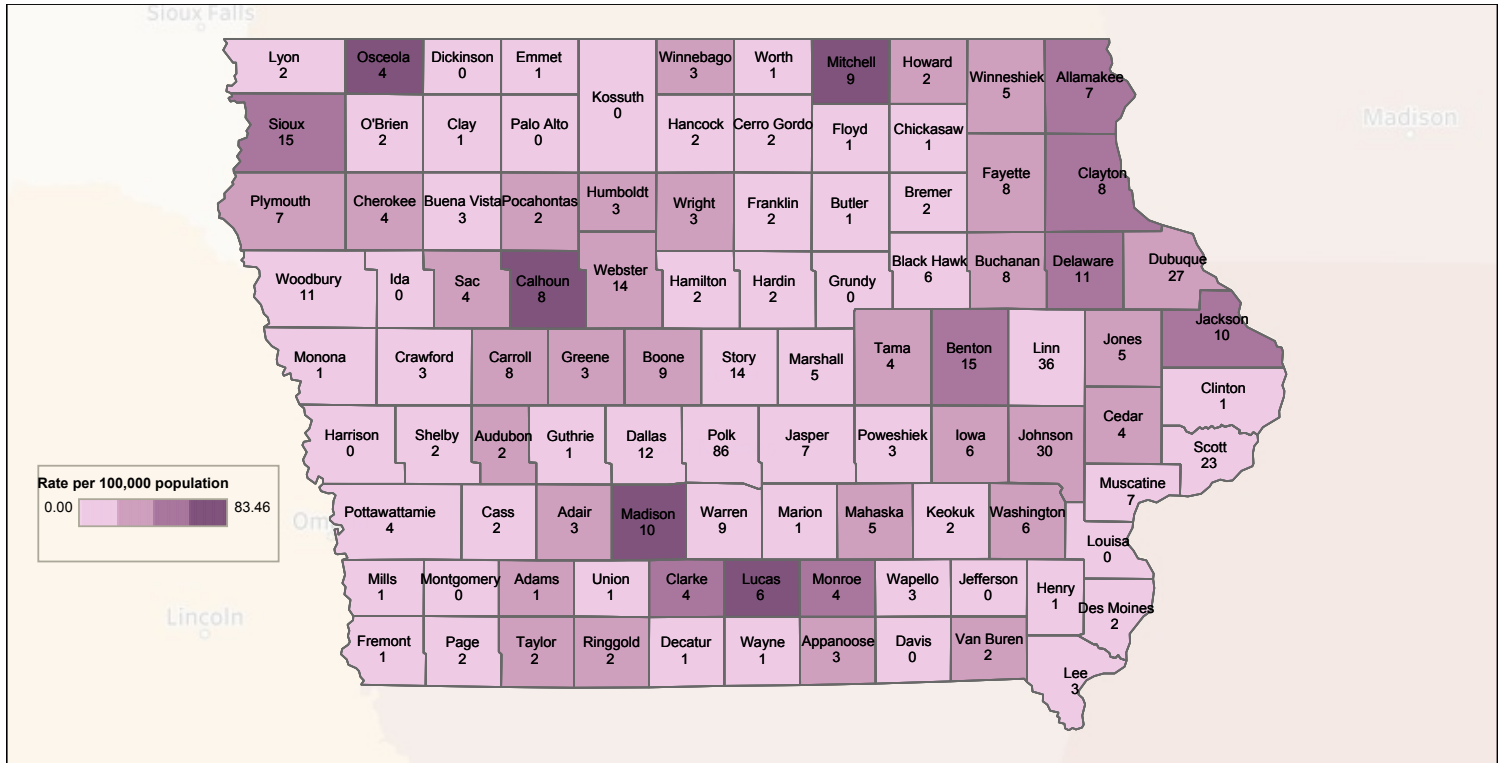 Sioux Falls
Lyon
2
Osceola
4
Dickinson
0
Emmet
1
Kossuth
0
Winnebago
3
Worth
1
Mitchell
9
Howard
2
Winneshiek
5
Allamakee
7
Madison
Sioux
15
O'Brien
2
Clay
1
Palo Alto
0
Hancock
2
Cerro Gordo
2
Floyd
1
Chickasaw
1
Fayette
8
Clayton
8
Plymouth
7
Cherokee
4
Buena Vista
3
Pocahontas
2
Humboldt
3
Wright
3
Franklin
2
Butler
1
Bremer
2
Woodbury
11
Ida
0
Sac
4
Calhoun
8
Webster
14
Hamilton
2
Hardin
2
Grundy
0
Black Hawk
6
Buchanan
8
Delaware
11
Dubuque
27
Jackson
10
Monona
1
Crawford
3
Carroll
8
Greene
3
Boone
9
Story
14
Marshall
5
Tama
4
Benton
15
Linn
36
Jones
5
Clinton
1
Harrison
0
Shelby
2
Audubon
2
Guthrie
1
Dallas
12
Polk
86
Jasper
7
Poweshiek
3
Iowa
6
Johnson
30
Cedar
4
Scott
23
Muscatine
7
Rate per 100,000 population
0.00
83.46
Om
Pottawattamie
4
Cass
2
Adair
3
Madison
10
Warren
9
Marion
1
Mahaska
5
Keokuk
2
Washington
6
Louisa
0
Mills
1
Montgomery
0
Adams
1
Union
1
Clarke
4
Lucas
6
Monroe
4
Wapello
3
Jefferson
0
Henry
1
Des Moines
2
Lincoln
Fremont
1
Page
2
Taylor
2
Ringgold
2
Decatur
1
Wayne
1
Appanoose
3
Davis
0
Van Buren
2
Lee
3